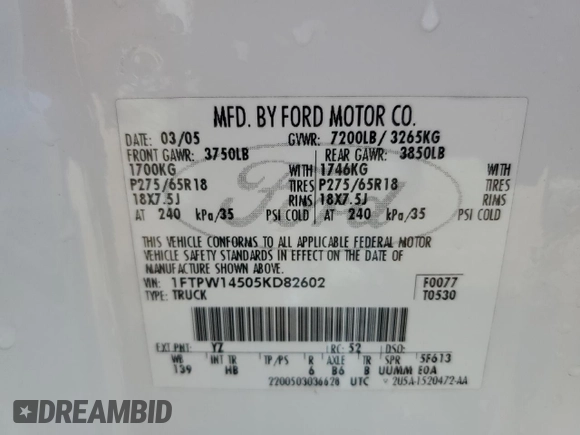 MFD. BY FORD MOTOR CO.
DATE: 03/05 GVWR: 7200LB/ 3265KG
FRONT GAWR: 3750LB REAR GAWR: 3850LB
1700KG WITH 1746KG WITH
P275/65R18 TIRES P275/65R18 TIRES
18X7.5J RIMS 18X7.5J RIMS
AT 240 kPa/35 PSI COLD AT 240 kPa/35 PSI COLD
THIS VEHICLE CONFORMS TO ALL APPLICABLE FEDERAL MOTOR
VEHICLE SAFETY STANDARDS IN EFFECT ON THE DATE OF
MANUFACTURE SHOWN ABOVE.
VIN: 1FTPW14505KD82602 F0077
TYPE: TRUCK T0530
EXT PNT: YZ RC: 52 DSO:
WB INT TR TP/PS R AXLE TR SPR 5F613
139 HB 6 B6 B UUMM E0A
2200503036628 UTC 2U5A-1520472-AA
Ford
DREAMBID